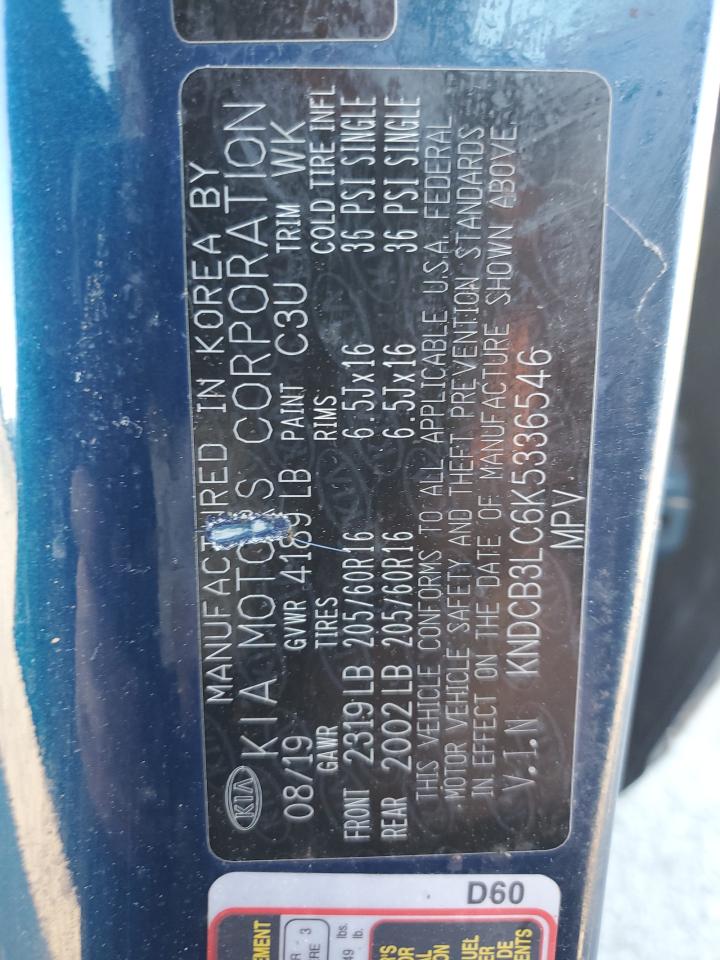 KIA
MANUFACTURED IN KOREA BY
KIA MOTORS CORPORATION
08/19 GVWR 4189 LB PAINT C3U TRIM WK
GAWR TIRES RIMS COLD TIRE INFL
FRONT 2319 LB 205/60R16 6.5Jx16 36 PSI SINGLE
REAR 2002 LB 205/60R16 6.5Jx16 36 PSI SINGLE
THIS VEHICLE CONFORMS TO ALL APPLICABLE U.S.A. FEDERAL
MOTOR VEHICLE SAFETY AND THEFT PREVENTION STANDARDS
IN EFFECT ON THE DATE OF MANUFACTURE SHOWN ABOVE.
V.I.N KNDCB3LC6K5336546
MPV
D60